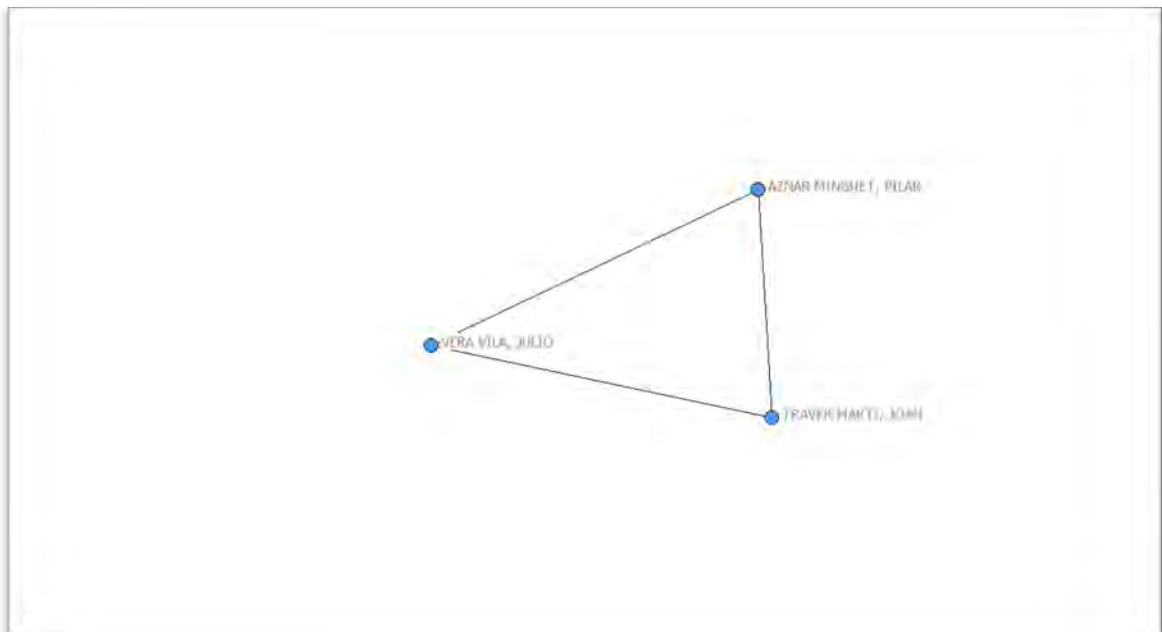 AZNAR MINGUET, PILAR
VERA VILA, JULIO
TRAVER MARTI, JOAN